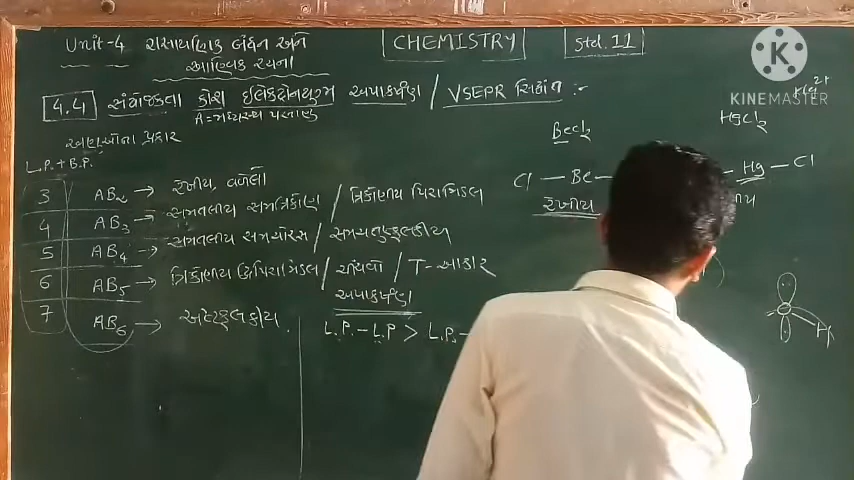 Unit-4 રાસાયણિક બંધન અને
આણ્વિય રચના
CHEMISTRY
Std. 11
4.4 સંયોજકતા કોશ ઇલેક્ટ્રોનયુગ્મ અપાકર્ષણ / VSEPR સિદ્ધાંત :-
A = મધ્યસ્થ પરમાણુ
અણુઓના પ્રકાર
L.P. + B.P.
3 AB₂ → રેખીય, વળેલો
4 AB₃ → સમતલીય સમત્રિકોણ / ત્રિકોણીય પિરામિડલ
5 AB₄ → સમતલીય સમચોરસ / સમચતુષ્ફલકીય
6 AB₅ → ત્રિકોણીય દ્વિપિરામિડલ / ચીંચવો / T-આકાર
7 AB₆ → અષ્ટફલકીય.
અપાકર્ષણ
L.P. - L.P > L.P. -
BeCl₂
Cl — Be —
રેખીય
HgCl₂
Hg²⁺
Hg — Cl
H
KINEMASTER